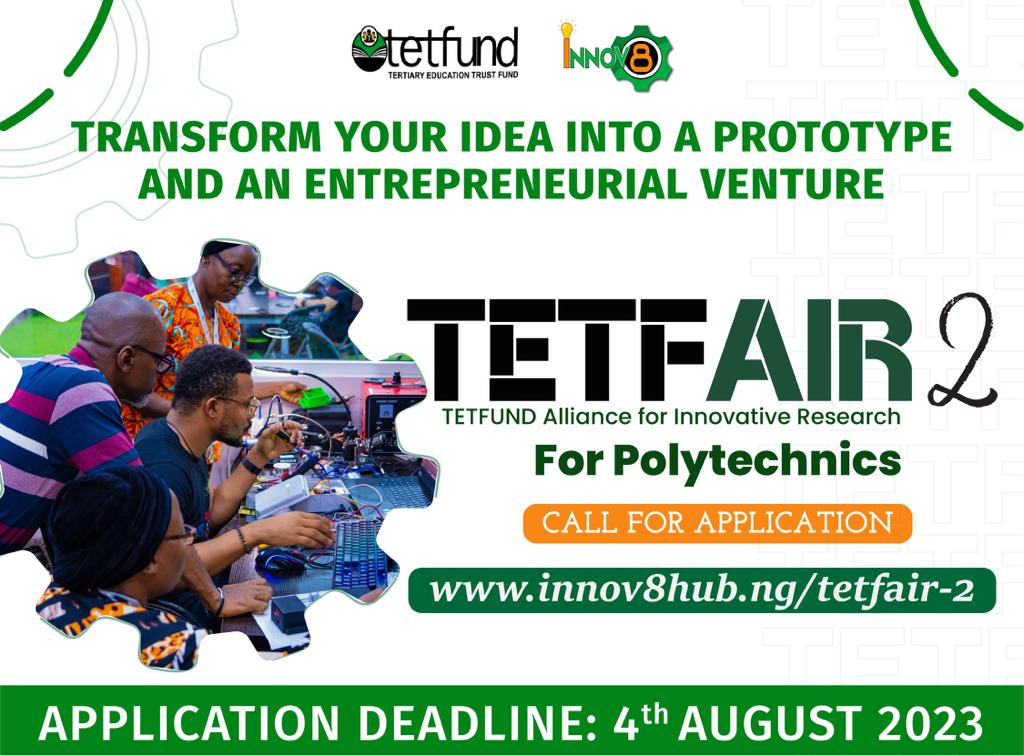 tetfund
TERTIARY EDUCATION TRUST FUND
INNOV8
TRANSFORM YOUR IDEA INTO A PROTOTYPE
AND AN ENTREPRENEURIAL VENTURE
TETFAIR 2
TETFUND Alliance for Innovative Research
For Polytechnics
CALL FOR APPLICATION
www.innov8hub.ng/tetfair-2
APPLICATION DEADLINE: 4th AUGUST 2023